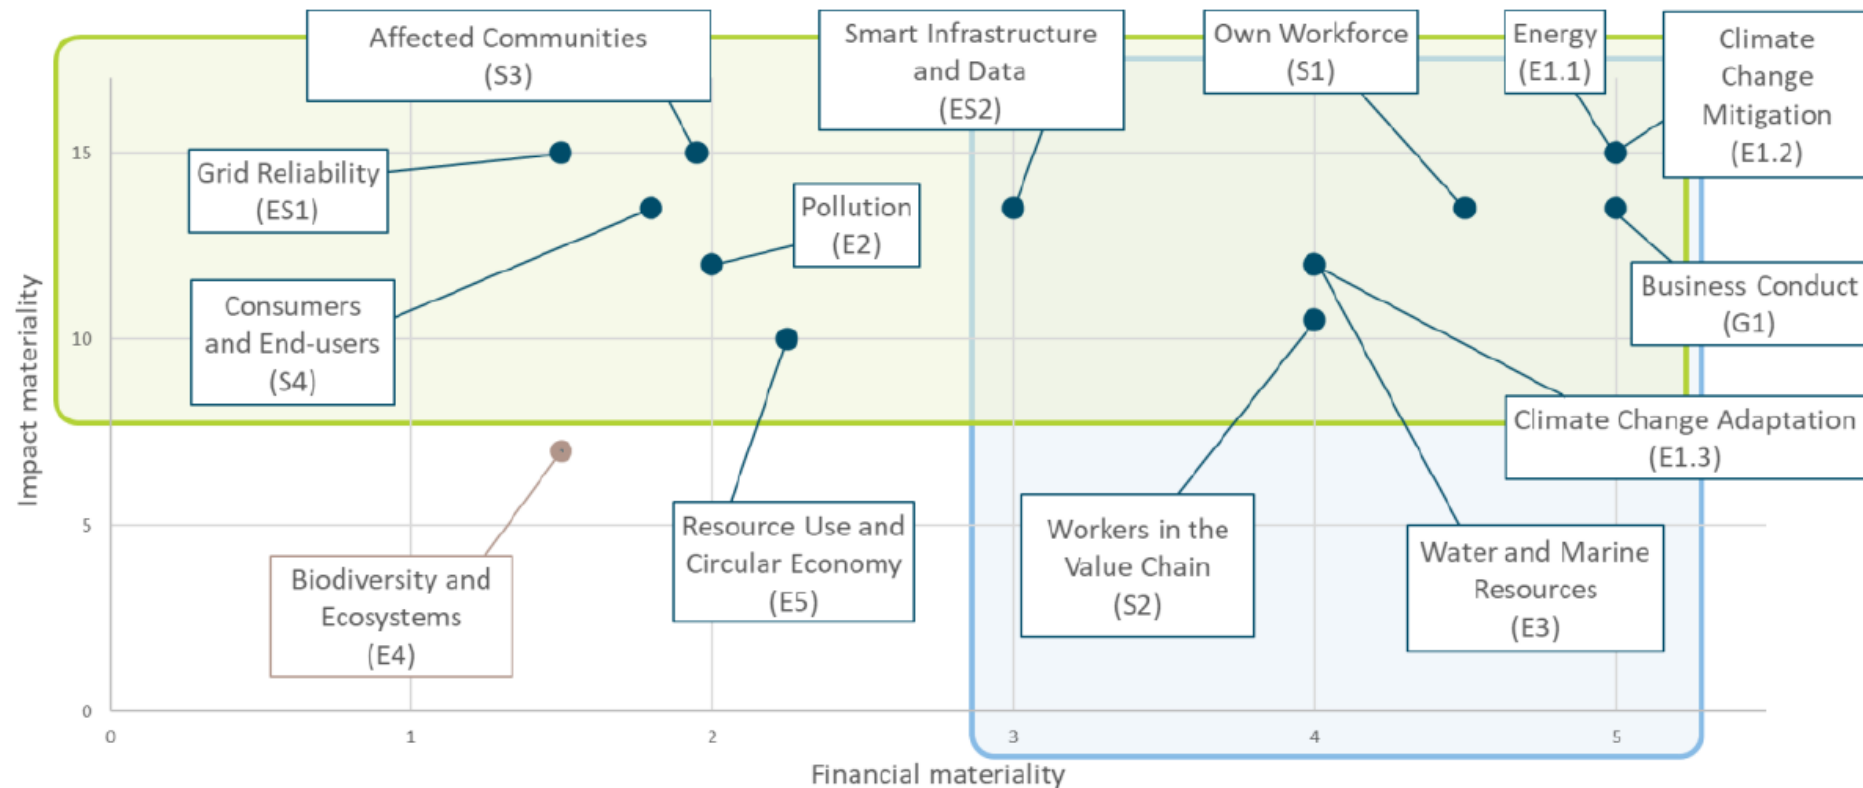 Affected Communities
(S3)
Smart Infrastructure
and Data
(ES2)
Own Workforce
(S1)
Energy
(E1.1)
Climate
Change
Mitigation
(E1.2)
Grid Reliability
(ES1)
Pollution
(E2)
Consumers
and End-users
(S4)
Business Conduct
(G1)
Climate Change Adaptation
(E1.3)
Resource Use and
Circular Economy
(E5)
Workers in the
Value Chain
(S2)
Water and Marine
Resources
(E3)
Biodiversity and
Ecosystems
(E4)
Impact materiality
15
10
5
0
0 1 2 3 4 5
Financial materiality